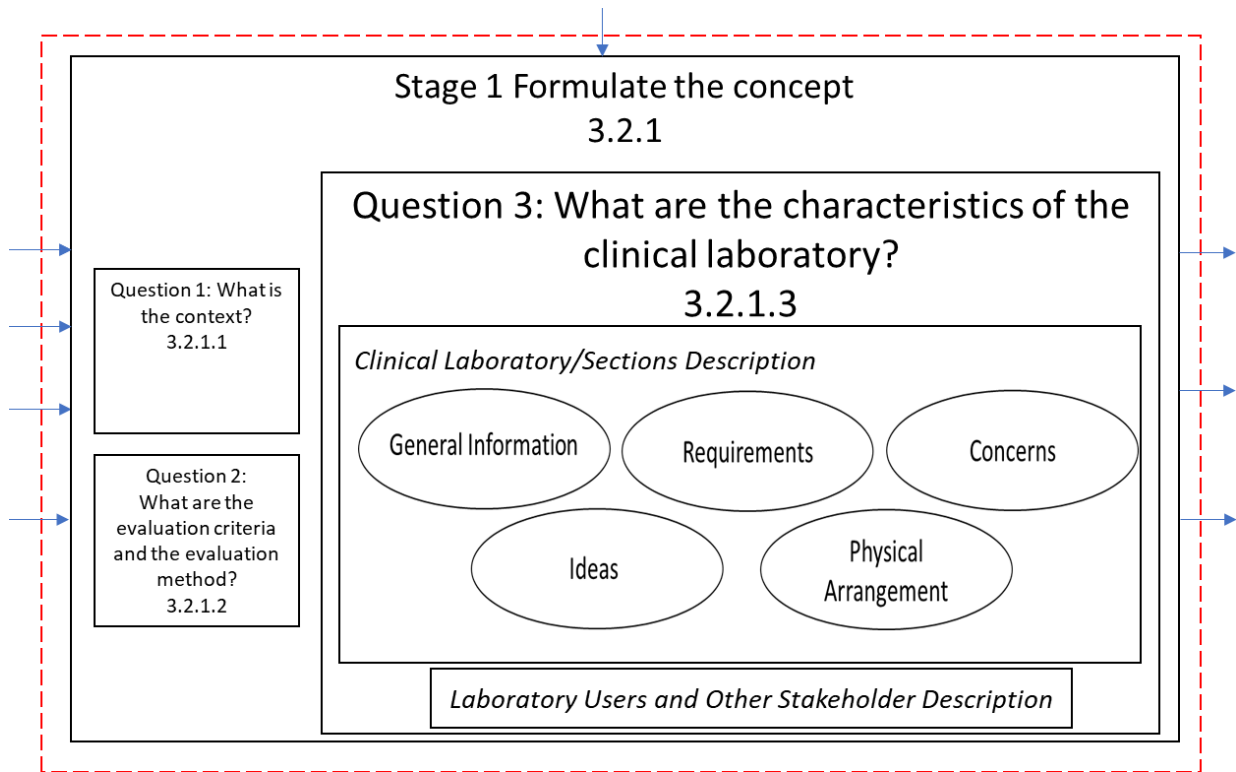 Stage 1 Formulate the concept
3.2.1
Question 1: What is
the context?
3.2.1.1
Question 2:
What are the
evaluation criteria
and the evaluation
method?
3.2.1.2
Question 3: What are the characteristics of the
clinical laboratory?
3.2.1.3
Clinical Laboratory/Sections Description
General Information
Requirements
Concerns
Ideas
Physical
Arrangement
Laboratory Users and Other Stakeholder Description